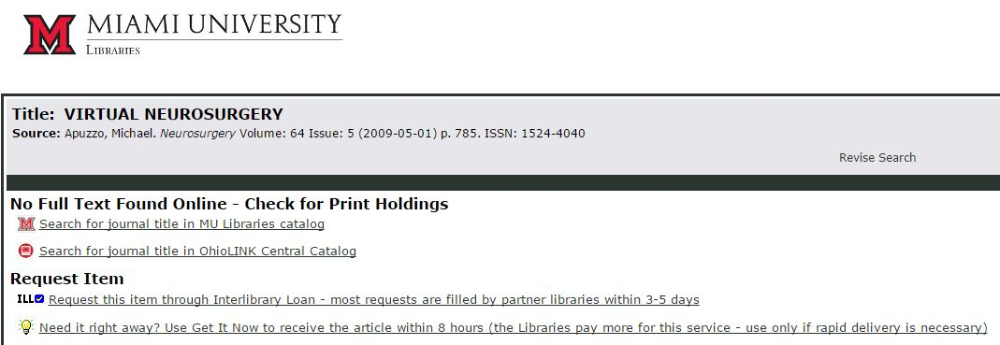 M MIAMI UNIVERSITY
LIBRARIES
Title: VIRTUAL NEUROSURGERY
Source: Apuzzo, Michael. Neurosurgery Volume: 64 Issue: 5 (2009-05-01) p. 785. ISSN: 1524-4040
Revise Search
No Full Text Found Online - Check for Print Holdings
M Search for journal title in MU Libraries catalog
Search for journal title in OhioLINK Central Catalog
Request Item
ILL Request this item through Interlibrary Loan - most requests are filled by partner libraries within 3-5 days
Need it right away? Use Get It Now to receive the article within 8 hours (the Libraries pay more for this service - use only if rapid delivery is necessary)